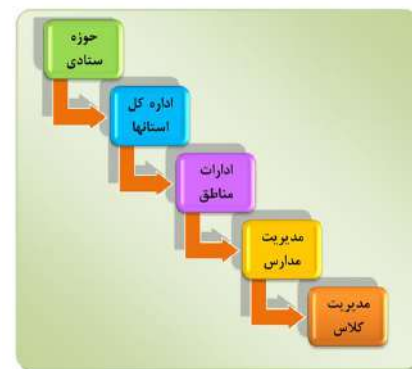 حوزه
ستادی
اداره کل
استانها
ادارات
مناطق
مدیریت
مدارس
مدیریت
کلاس